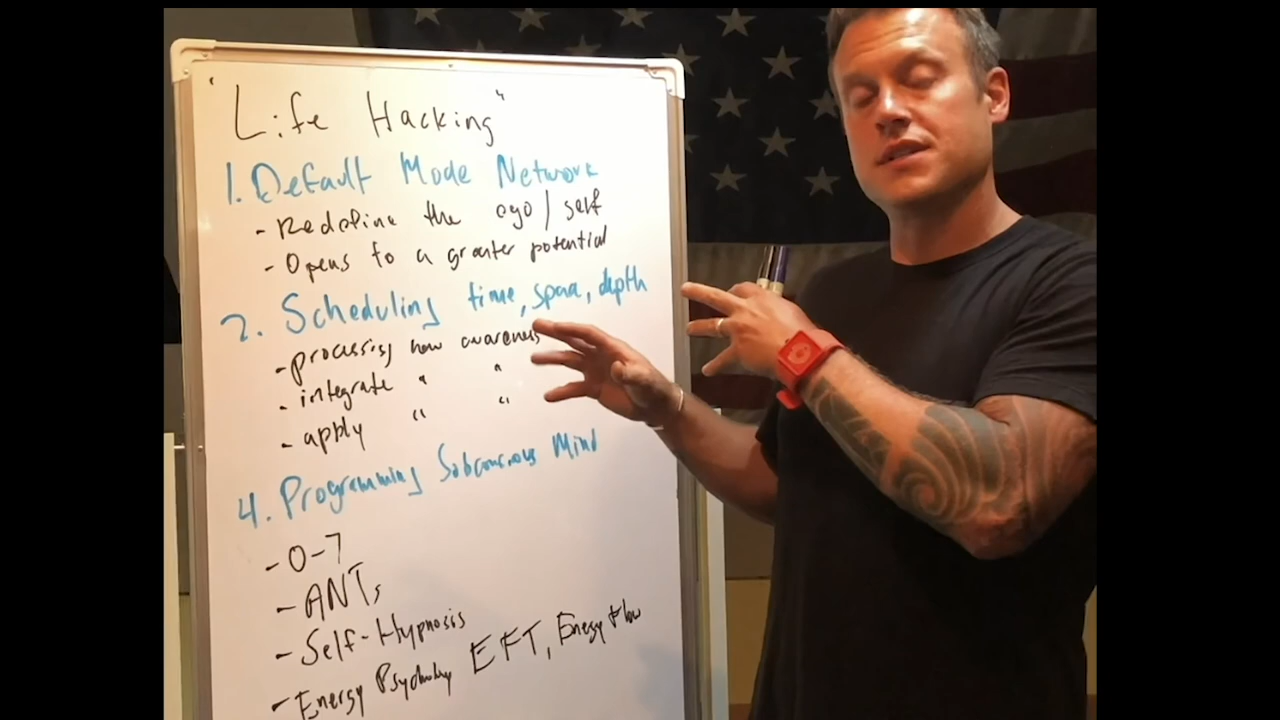 "Life Hacking"
1. Default Mode Network
- Redefine the ego / self
- Opens to a greater potential
2. Scheduling time, space, depth
- processing new awareness
- integrate " "
- apply " "
4. Programming Subconscious Mind
- 0-7
- ANTs
- Self-Hypnosis
- Energy Psychology EFT, Energy Flow